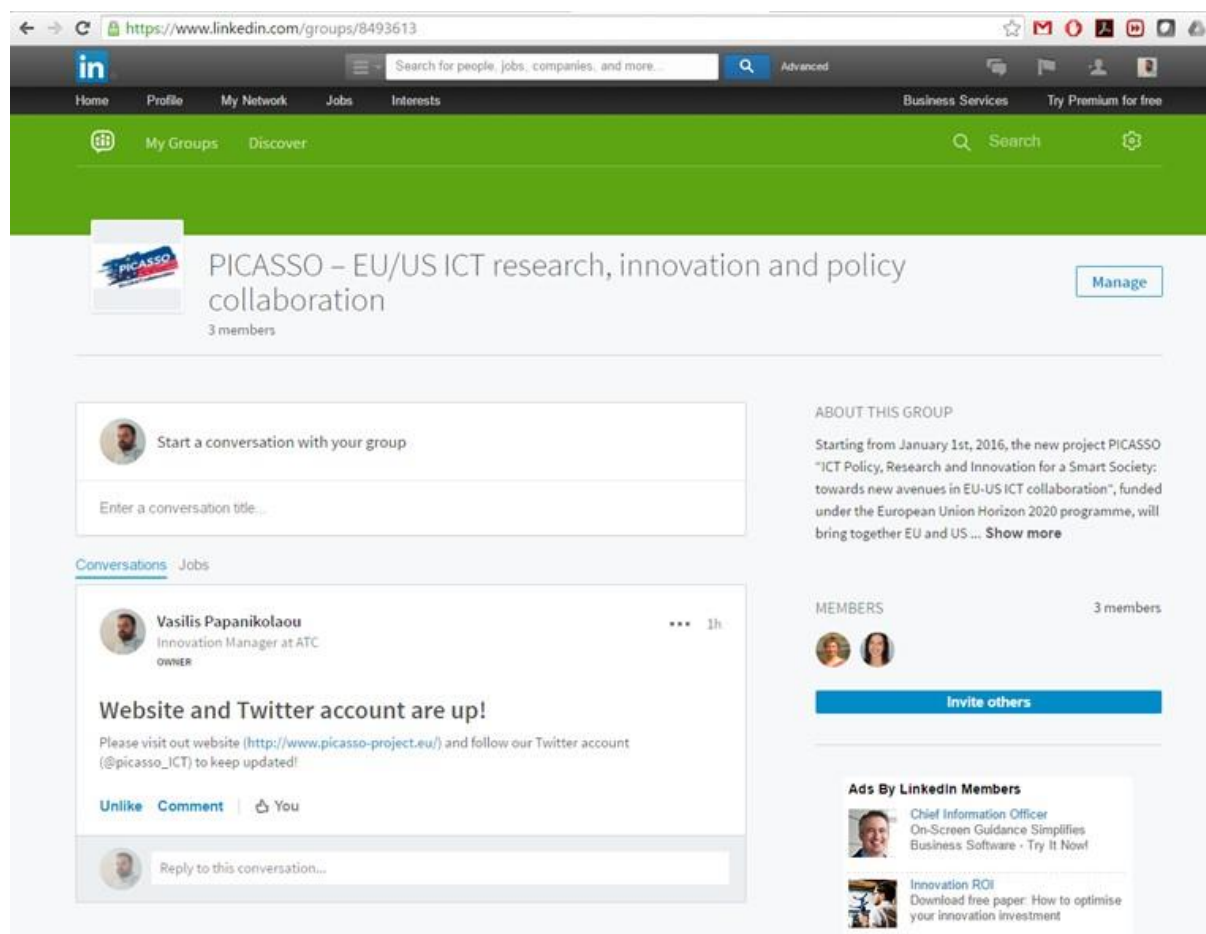 https://www.linkedin.com/groups/8493613
in
Search for people, jobs, companies, and more...
Advanced
Home Profile My Network Jobs Interests Business Services Try Premium for free
My Groups Discover Search
PICASSO
PICASSO – EU/US ICT research, innovation and policy
collaboration
3 members
Manage
Start a conversation with your group
Enter a conversation title...
Conversations Jobs
Vasilis Papanikolaou
Innovation Manager at ATC
OWNER
1h
Website and Twitter account are up!
Please visit out website (http://www.picasso-project.eu/) and follow our Twitter account
(@picasso_ICT) to keep updated!
Unlike Comment You
Reply to this conversation...
ABOUT THIS GROUP
Starting from January 1st, 2016, the new project PICASSO
"ICT Policy, Research and Innovation for a Smart Society:
towards new avenues in EU-US ICT collaboration", funded
under the European Union Horizon 2020 programme, will
bring together EU and US ... Show more
MEMBERS 3 members
Invite others
Ads By LinkedIn Members
Chief Information Officer
On-Screen Guidance Simplifies
Business Software - Try It Now!
Innovation ROI
Download free paper: How to optimise
your innovation investment